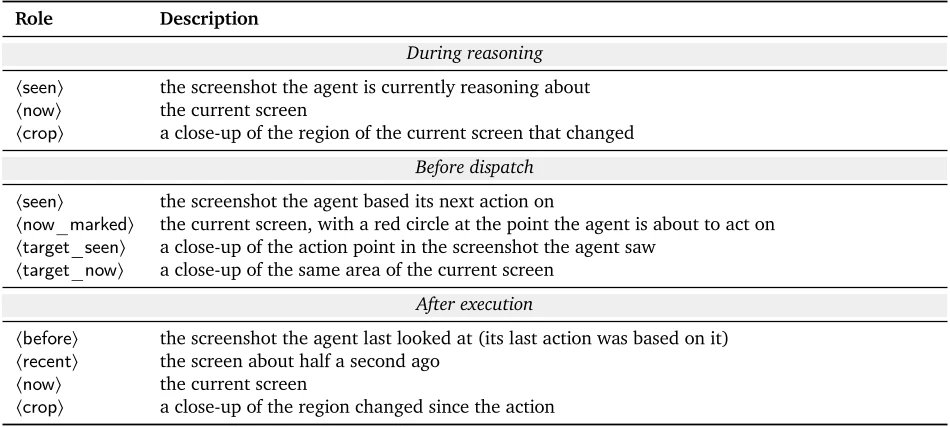 Role Description
During reasoning
⟨seen⟩ the screenshot the agent is currently reasoning about
⟨now⟩ the current screen
⟨crop⟩ a close-up of the region of the current screen that changed
Before dispatch
⟨seen⟩ the screenshot the agent based its next action on
⟨now_marked⟩ the current screen, with a red circle at the point the agent is about to act on
⟨target_seen⟩ a close-up of the action point in the screenshot the agent saw
⟨target_now⟩ a close-up of the same area of the current screen
After execution
⟨before⟩ the screenshot the agent last looked at (its last action was based on it)
⟨recent⟩ the screen about half a second ago
⟨now⟩ the current screen
⟨crop⟩ a close-up of the region changed since the action